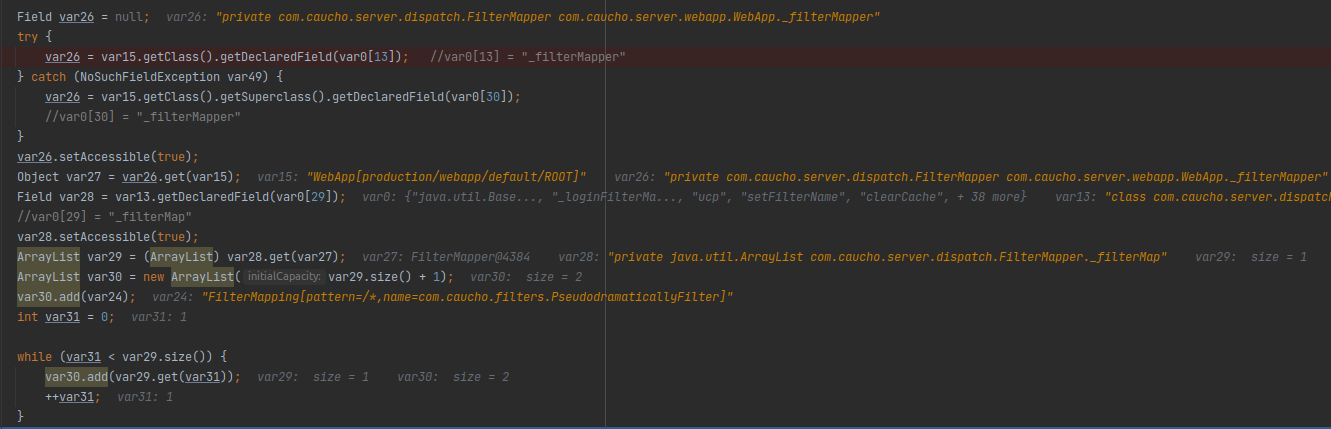 Field var26 = null; var26: "private com.caucho.server.dispatch.FilterMapper com.caucho.server.webapp.WebApp._filterMapper"
try {
var26 = var15.getClass().getDeclaredField(var0[13]); //var0[13] = "_filterMapper"
} catch (NoSuchFieldException var49) {
var26 = var15.getClass().getSuperclass().getDeclaredField(var0[30]);
//var0[30] = "_filterMapper"
}
var26.setAccessible(true);
Object var27 = var26.get(var15); var15: "WebApp[production/webapp/default/ROOT]" var26: "private com.caucho.server.dispatch.FilterMapper com.caucho.server.webapp.WebApp._filterMapper"
Field var28 = var13.getDeclaredField(var0[29]); var0: {"java.util.Base..., "_loginFilterMa..., "ucp", "setFilterName", "clearCache", + 38 more} var13: "class com.caucho.server.dispatch
//var0[29] = "_filterMap"
var28.setAccessible(true);
ArrayList var29 = (ArrayList) var28.get(var27); var27: FilterMapper@4384 var28: "private java.util.ArrayList com.caucho.server.dispatch.FilterMapper._filterMap" var29: size = 1
ArrayList var30 = new ArrayList( initialCapacity: var29.size() + 1); var30: size = 2
var30.add(var24); var24: "FilterMapping[pattern=/*,name=com.caucho.filters.PseudodramaticallyFilter]"
int var31 = 0; var31: 1
while (var31 < var29.size()) {
var30.add(var29.get(var31)); var29: size = 1 var30: size = 2
++var31; var31: 1
}